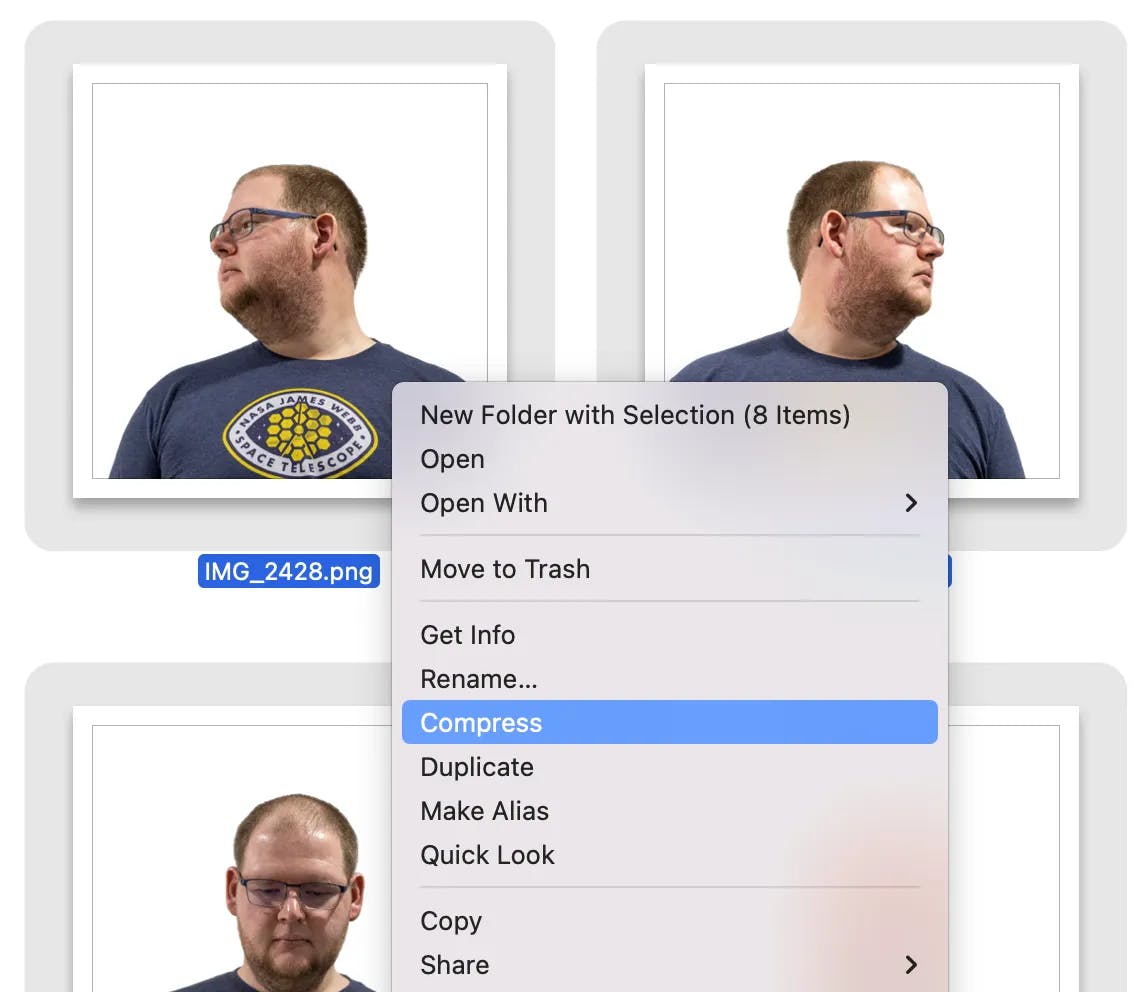 NASA JAMES WEBB
SPACE TELESCOPE
IMG_2428.png
New Folder with Selection (8 Items)
Open
Open With
Move to Trash
Get Info
Rename...
Compress
Duplicate
Make Alias
Quick Look
Copy
Share